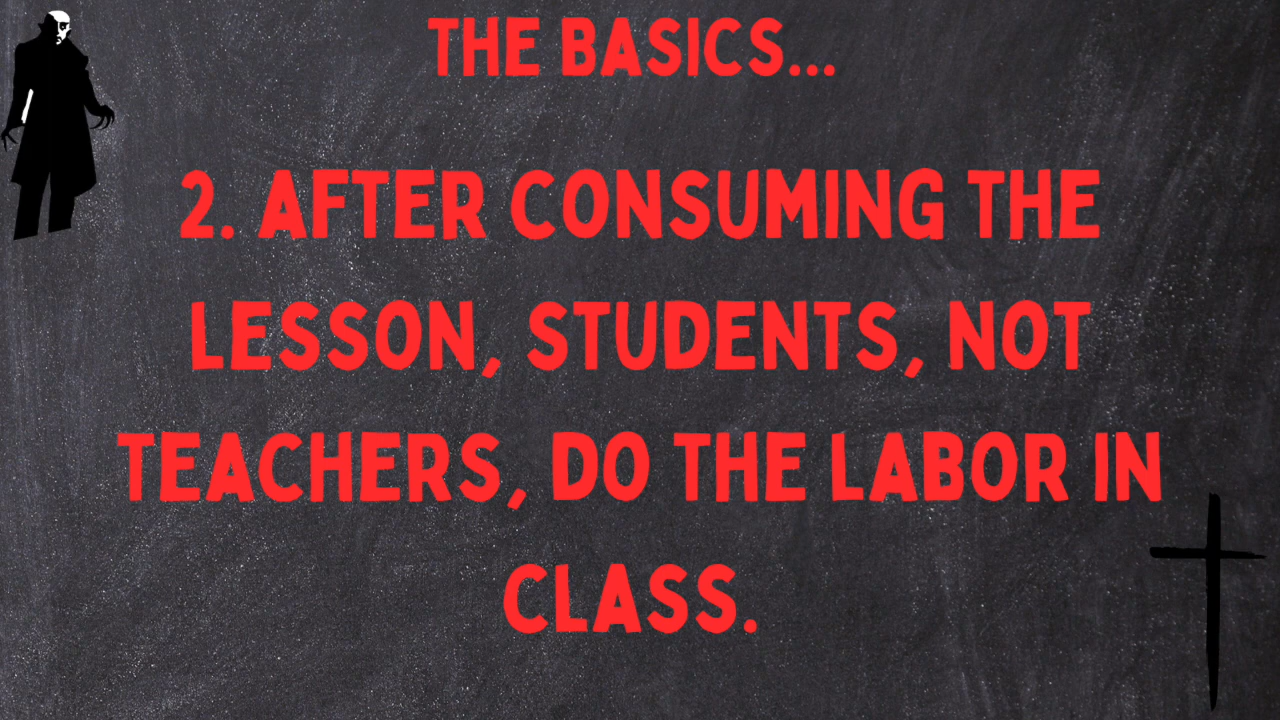 THE BASICS...
2. AFTER CONSUMING THE
LESSON, STUDENTS, NOT
TEACHERS, DO THE LABOR IN
CLASS.